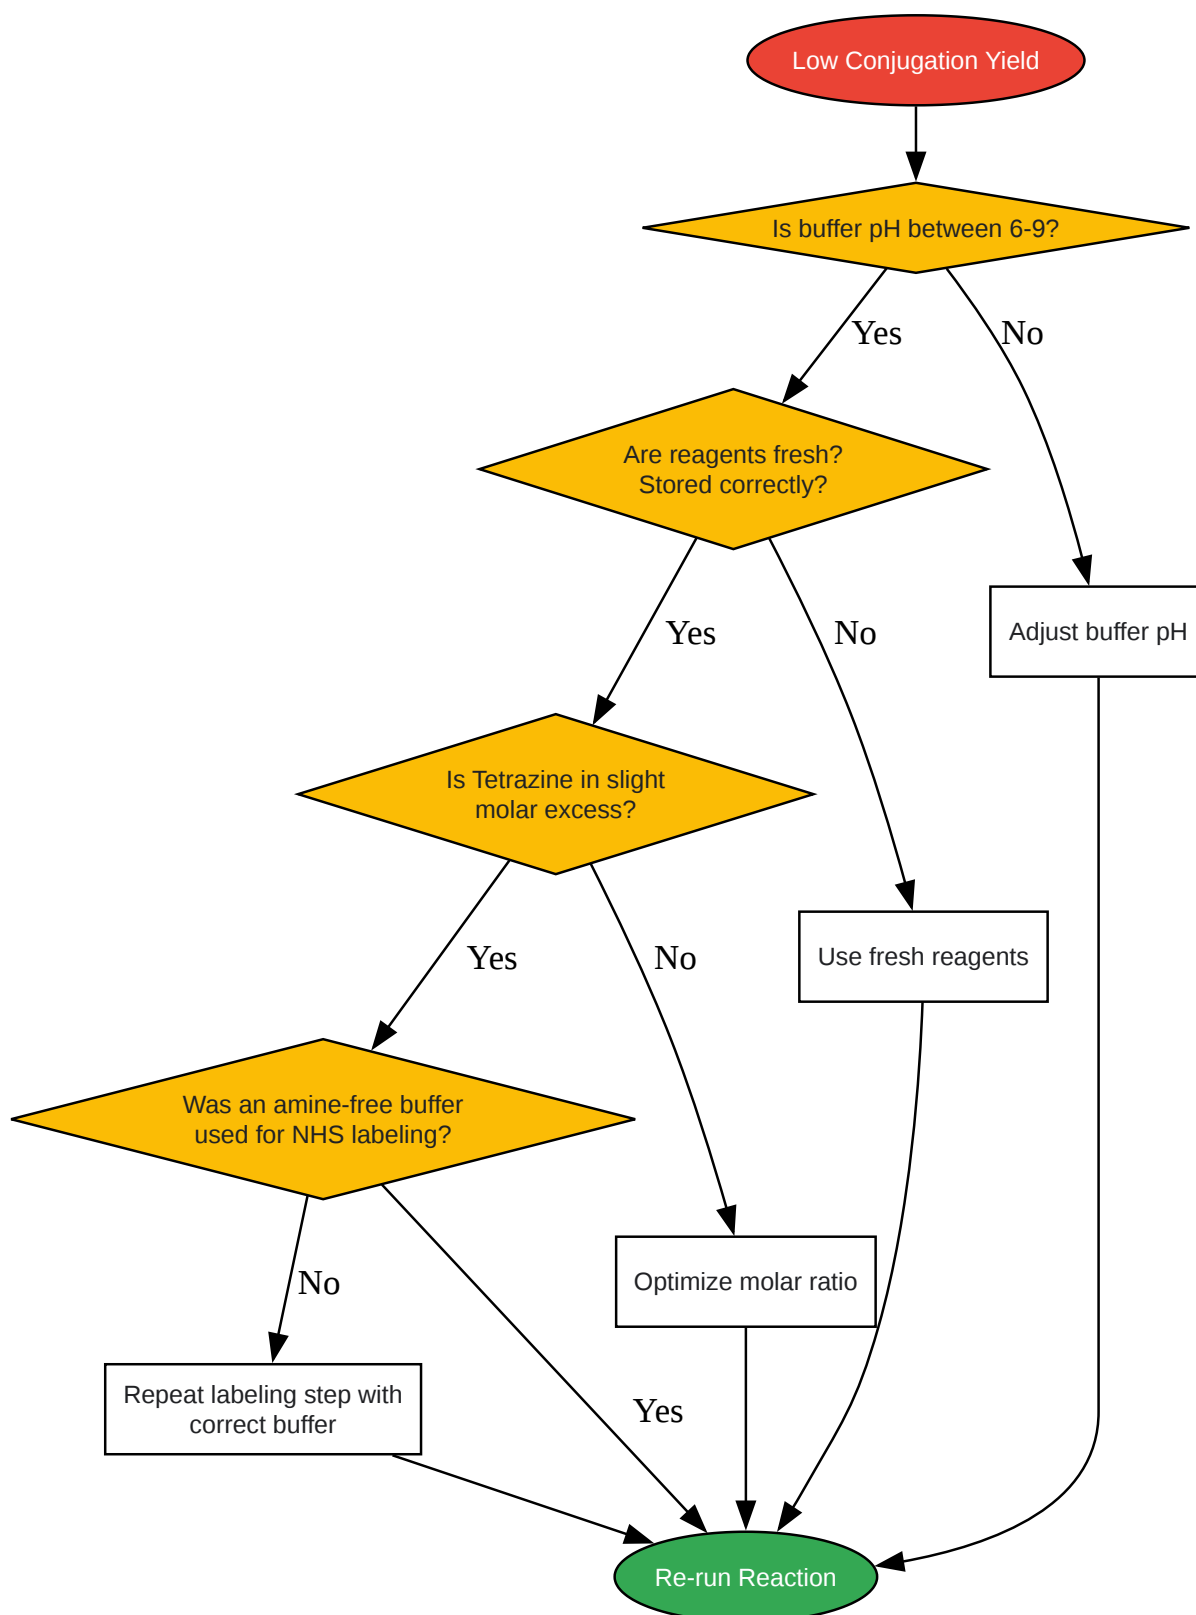 Low Conjugation Yield
Is buffer pH between 6-9?
Yes
No
Are reagents fresh?
Stored correctly?
Yes
No
Adjust buffer pH
Is Tetrazine in slight
molar excess?
Yes
No
Use fresh reagents
Was an amine-free buffer
used for NHS labeling?
No
Yes
Optimize molar ratio
Repeat labeling step with
correct buffer
Re-run Reaction